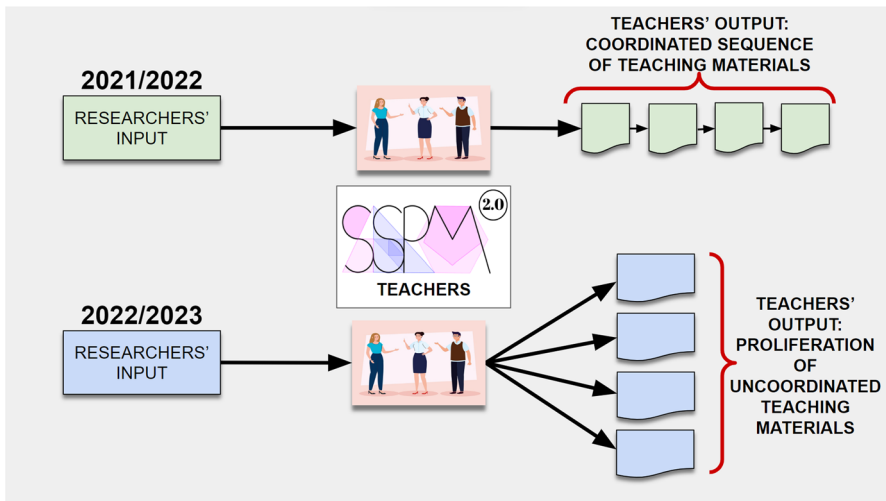 TEACHERS' OUTPUT:
COORDINATED SEQUENCE
OF TEACHING MATERIALS
2021/2022
RESEARCHERS'
INPUT
2.0
SSPMA
TEACHERS
2022/2023
RESEARCHERS'
INPUT
TEACHERS'
OUTPUT:
PROLIFERATION
OF
UNCOORDINATED
TEACHING
MATERIALS